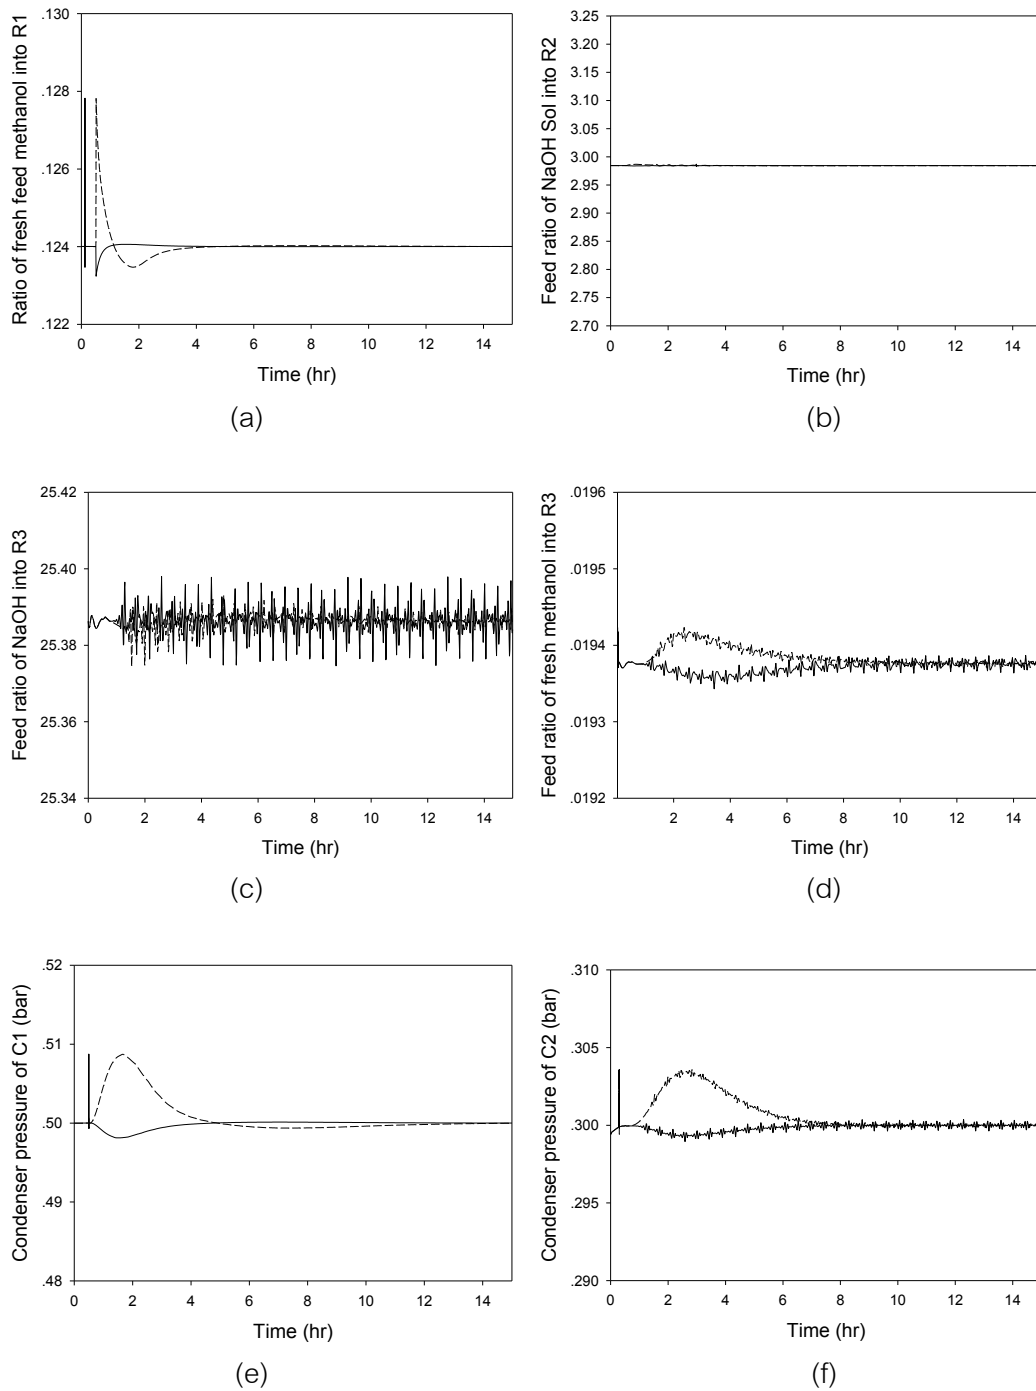 Ratio of fresh feed methanol into R1
.130
.128
.126
.124
.122
0 2 4 6 8 10 12 14
Time (hr)
(a)
Feed ratio of NaOH Sol into R2
3.25
3.20
3.15
3.10
3.05
3.00
2.95
2.90
2.85
2.80
2.75
2.70
0 2 4 6 8 10 12 14
Time (hr)
(b)
Feed ratio of NaOH into R3
25.42
25.40
25.38
25.36
25.34
0 2 4 6 8 10 12 14
Time (hr)
(c)
Feed ratio of fresh methanol into R3
.0196
.0195
.0194
.0193
.0192
2 4 6 8 10 12 14
Time (hr)
(d)
Condenser pressure of C1 (bar)
.52
.51
.50
.49
.48
0 2 4 6 8 10 12 14
Time (hr)
(e)
Condenser pressure of C2 (bar)
.310
.305
.300
.295
.290
0 2 4 6 8 10 12 14
Time (hr)
(f)